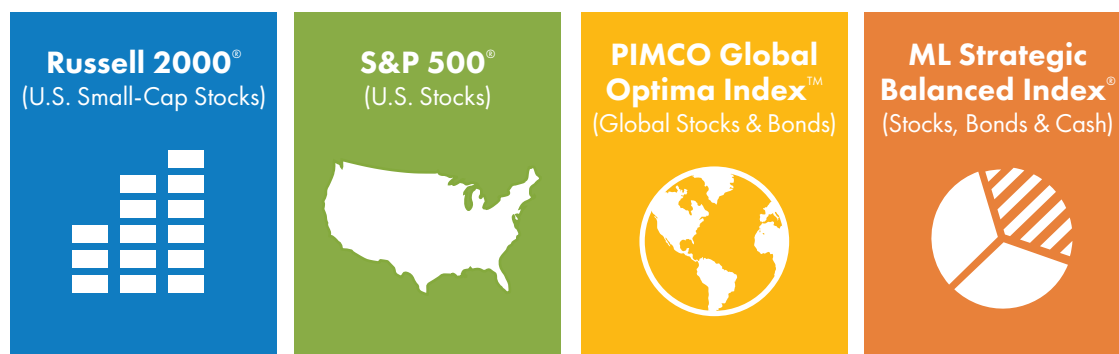 Russell 2000®
(U.S. Small-Cap Stocks)
S&P 500®
(U.S. Stocks)
PIMCO Global
Optima Index™
(Global Stocks & Bonds)
ML Strategic
Balanced Index®
(Stocks, Bonds & Cash)